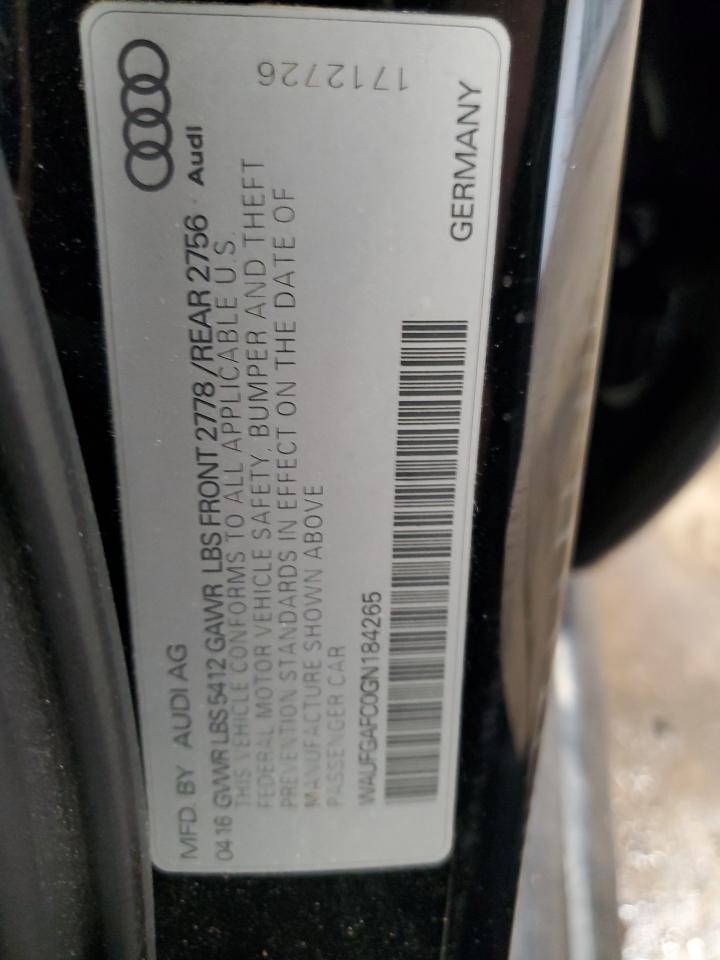 MFD. BY AUDI AG
04 16 GVWR LBS 5412 GAWR LBS FRONT 2778 / REAR 2756 · Audi
THIS VEHICLE CONFORMS TO ALL APPLICABLE U.S.
FEDERAL MOTOR VEHICLE SAFETY, BUMPER AND THEFT
PREVENTION STANDARDS IN EFFECT ON THE DATE OF
MANUFACTURE SHOWN ABOVE
PASSENGER CAR
WAUFGAFC0GN184265
GERMANY
1712726